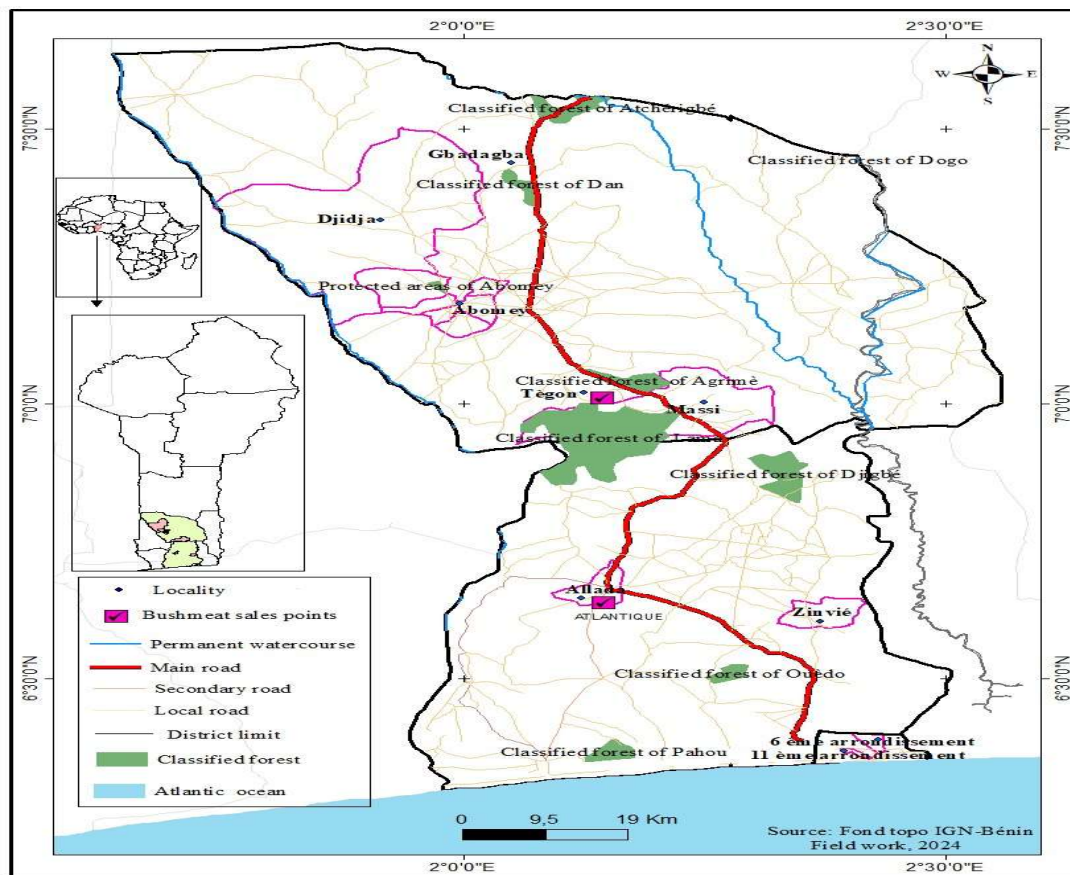 2°0'0"E
2°30'0"E
N
W
E
S
7°30'0"N
7°30'0"N
Classified forest of Atchérigbé
Gbadagba
Classified forest of Dogo
Classified forest of Dan
Djidja
Protected areas of Abomey
Abomey
Classified forest of Agrimè
Tègon
Massi
7°0'0"N
7°0'0"N
Classified forest of Lama
Classified forest of Djigbé
Allada
ATLANTIQUE
Zinvié
Classified forest of Ouèdo
6°30'0"N
6°30'0"N
6 ème arrondissement
11 ème arrondissement
Classified forest of Pahou
Locality
Bushmeat sales points
Permanent watercourse
Main road
Secondary road
Local road
District limit
Classified forest
Atlantic ocean
0 9,5 19 Km
Source: Fond topo IGN-Bénin
Field work, 2024
2°0'0"E
2°30'0"E